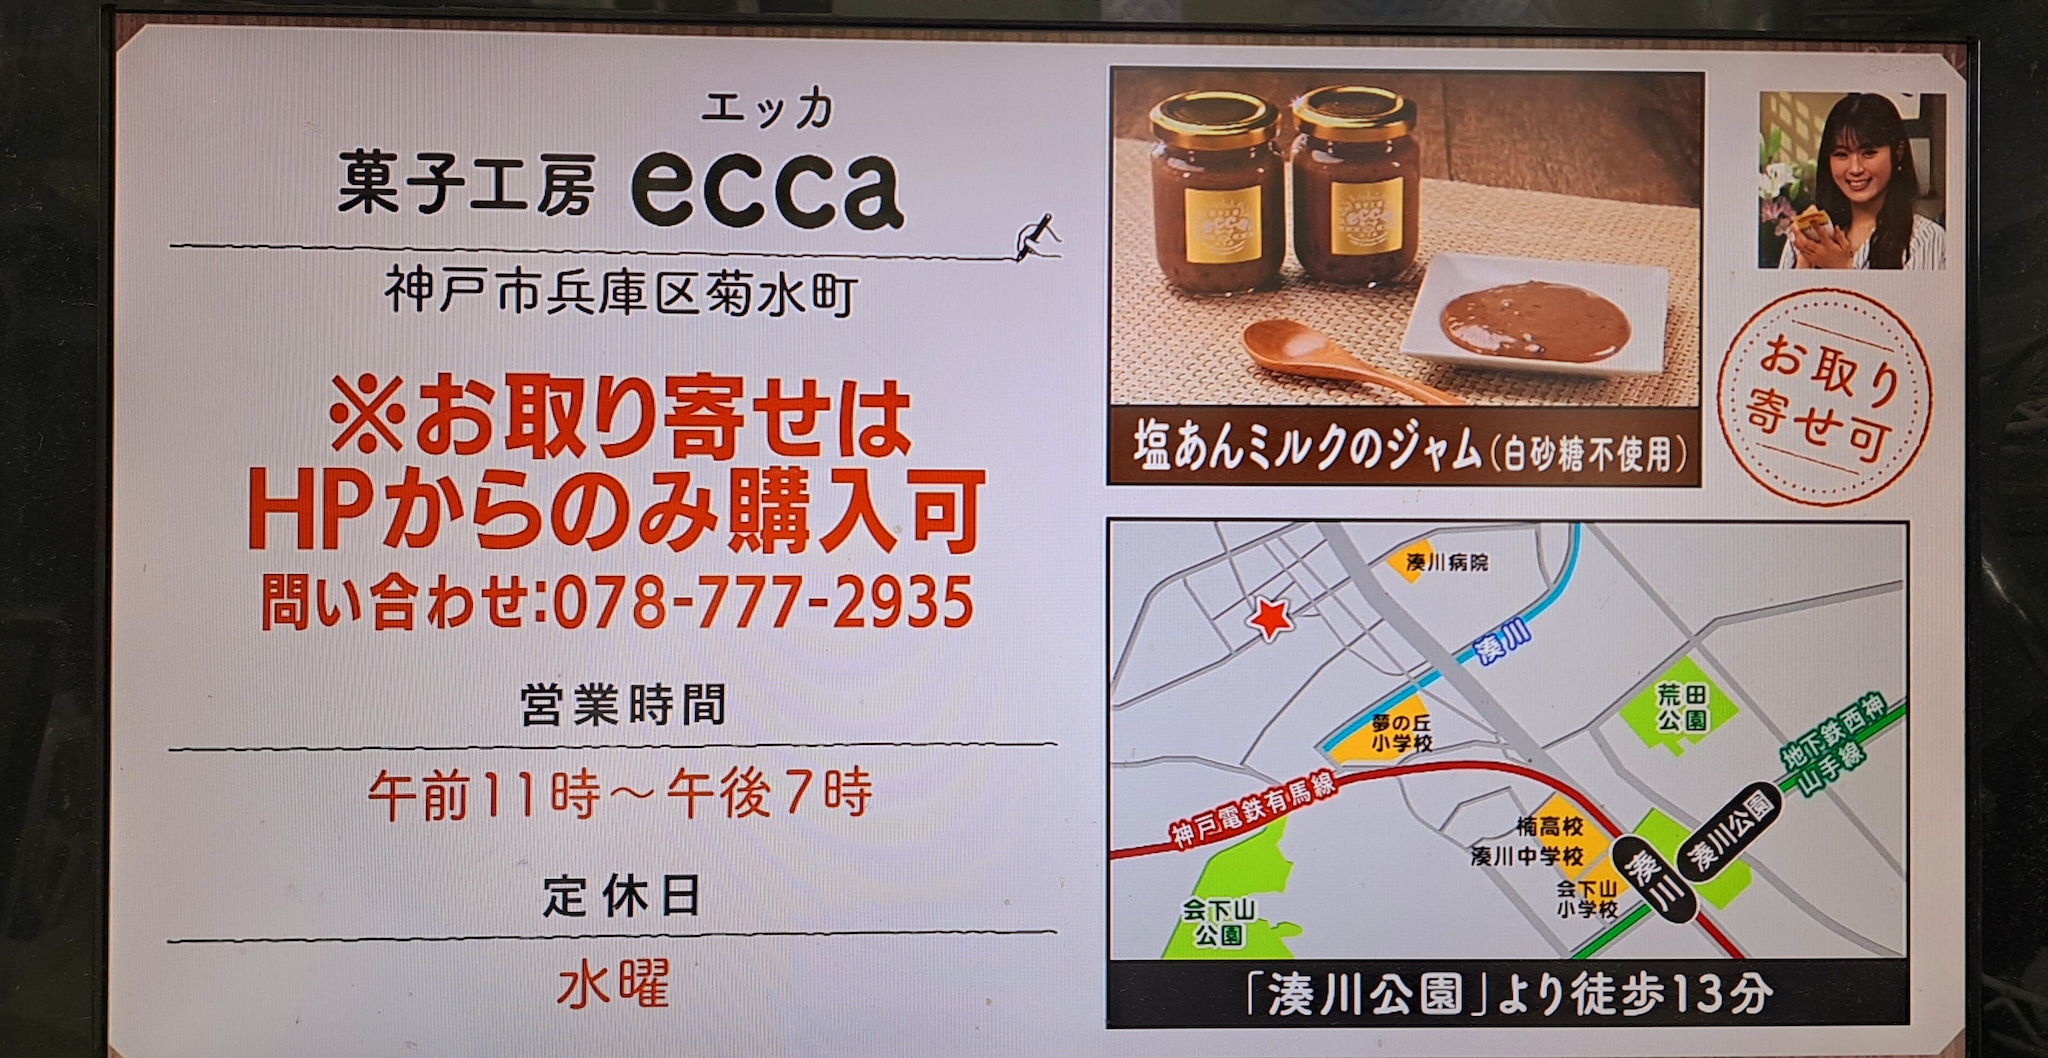 エッカ
菓子工房 ecca
神戸市兵庫区菊水町
※お取り寄せは
HPからのみ購入可
問い合わせ:078-777-2935
営業時間
午前11時～午後7時
定休日
水曜
ecca
ecca
塩あんミルクのジャム(白砂糖不使用)
お取り
寄せ可
湊川病院
湊川
荒田
公園
夢の丘
小学校
地下鉄西神
山手線
神戸電鉄有馬線
楠高校
湊川中学校
会下山
小学校
湊川
湊川公園
会下山
公園
「湊川公園」より徒歩13分